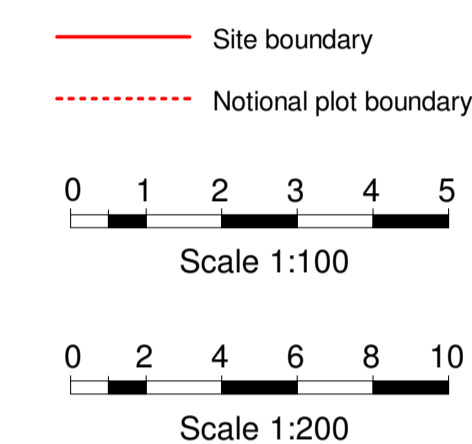 Site boundary
Notional plot boundary
0 1 2 3 4 5
Scale 1:100
0 2 4 6 8 10
Scale 1:200